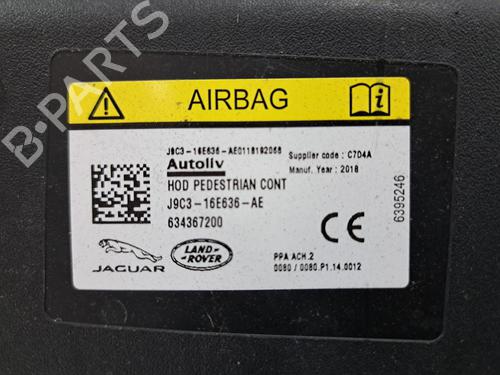 B-PARTS
AIRBAG
J9C3-16E636-AE0118192068
Autoliv
Supplier code : C7D4A
Manuf. Year : 2018
HOD PEDESTRIAN CONT
J9C3-16E636-AE
634367200
CE
6395246
JAGUAR
LAND-
ROVER
PPA ACH.2
0080 / 0080.P1.14.0012